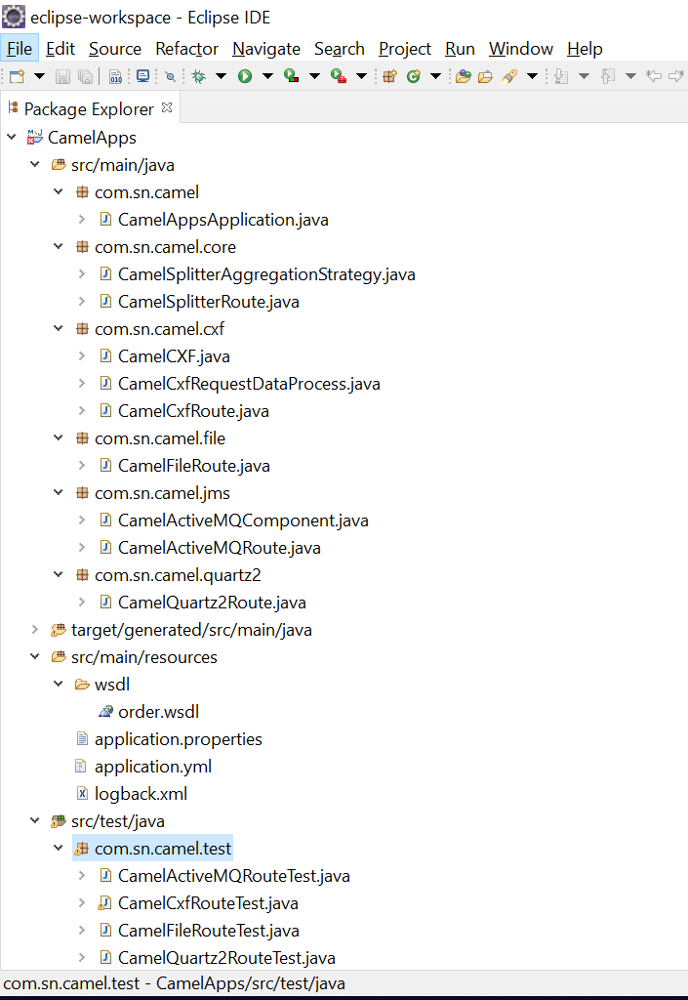 eclipse-workspace - Eclipse IDE
File Edit Source Refactor Navigate Search Project Run Window Help
Package Explorer
CamelApps
src/main/java
com.sn.camel
CamelAppsApplication.java
com.sn.camel.core
CamelSplitterAggregationStrategy.java
CamelSplitterRoute.java
com.sn.camel.cxf
CamelCXF.java
CamelCxfRequestDataProcess.java
CamelCxfRoute.java
com.sn.camel.file
CamelFileRoute.java
com.sn.camel.jms
CamelActiveMQComponent.java
CamelActiveMQRoute.java
com.sn.camel.quartz2
CamelQuartz2Route.java
target/generated/src/main/java
src/main/resources
wsdl
order.wsdl
application.properties
application.yml
logback.xml
src/test/java
com.sn.camel.test
CamelActiveMQRouteTest.java
CamelCxfRouteTest.java
CamelFileRouteTest.java
CamelQuartz2RouteTest.java
com.sn.camel.test - CamelApps/src/test/java